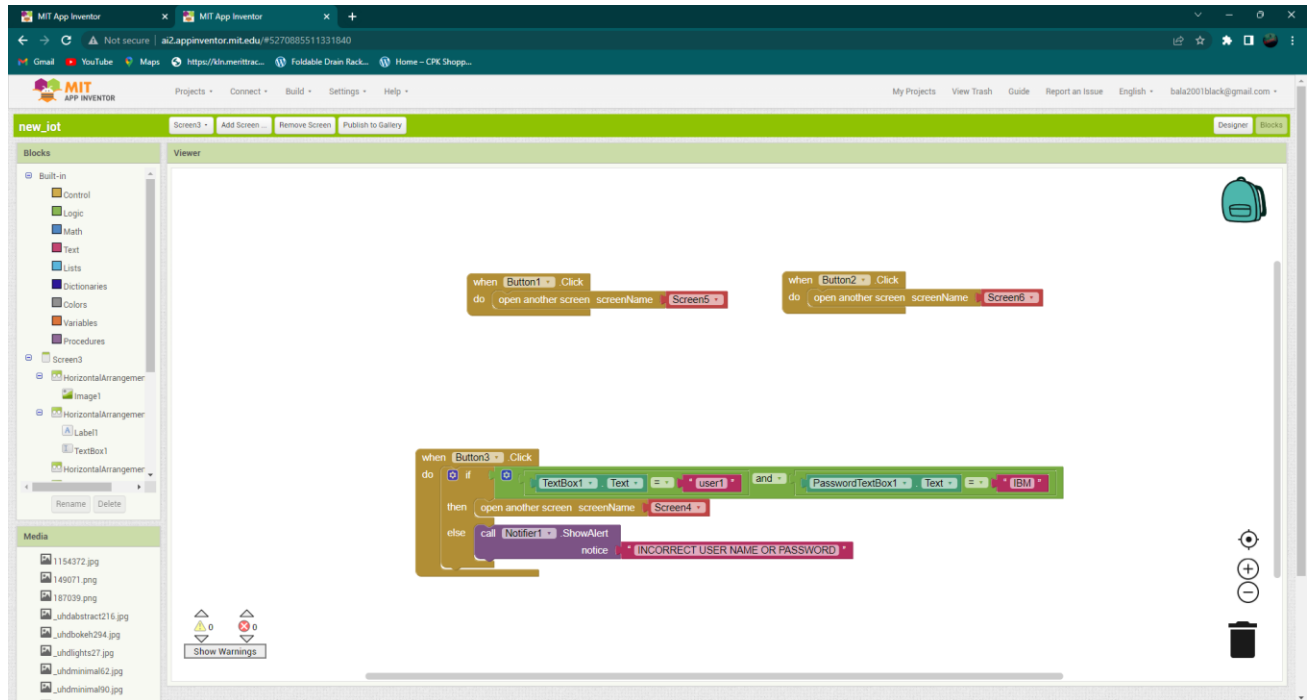 MIT App Inventor
MIT App Inventor
Not secure | ai2.appinventor.mit.edu/#5270885511331840
Gmail YouTube Maps https://kln.merittrac... Foldable Drain Rack... Home – CPK Shopp...
MIT
APP INVENTOR
Projects Connect Build Settings Help My Projects View Trash Guide Report an Issue English bala2001black@gmail.com
new_iot Screen3 Add Screen ... Remove Screen Publish to Gallery Designer Blocks
Blocks Viewer
Built-in
Control
Logic
Math
Text
Lists
Dictionaries
Colors
Variables
Procedures
Screen3
HorizontalArrangemer
Image1
HorizontalArrangemer
Label1
TextBox1
HorizontalArrangemer
Rename Delete
Media
1154372.jpg
149071.png
187039.png
_uhdabstract216.jpg
_uhdbokeh294.jpg
_uhdlights27.jpg
_uhdminimal62.jpg
_uhdminimal90.jpg
when Button1 .Click
do open another screen screenName Screen5
when Button2 .Click
do open another screen screenName Screen6
when Button3 .Click
do if TextBox1 . Text = " user1 " and PasswordTextBox1 . Text = " IBM "
then open another screen screenName Screen4
else call Notifier1 .ShowAlert
notice " INCORRECT USER NAME OR PASSWORD "
0 0
Show Warnings